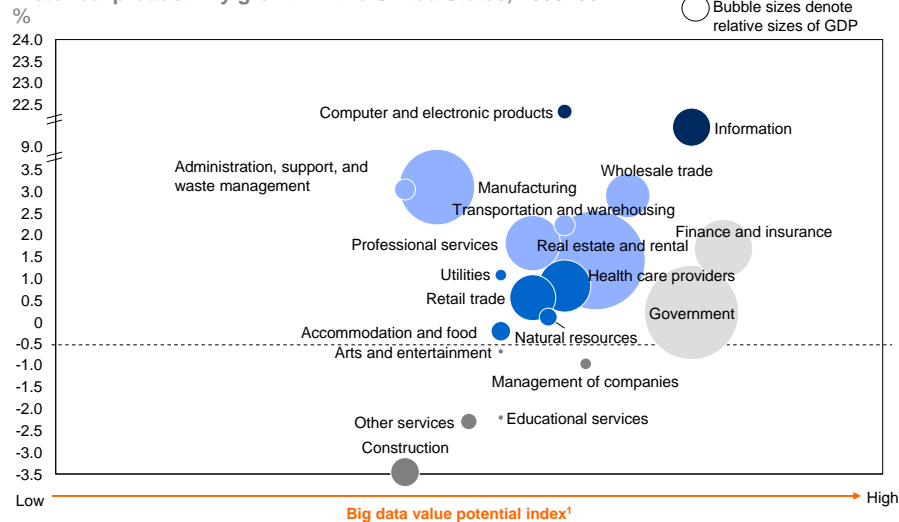 %
Bubble sizes denote
relative sizes of GDP
24.0
23.5
23.0
22.5
9.0
3.5
3.0
2.5
2.0
1.5
1.0
0.5
0
-0.5
-1.0
-1.5
-2.0
-2.5
-3.0
-3.5
Computer and electronic products
Information
Administration, support, and
waste management
Wholesale trade
Manufacturing
Transportation and warehousing
Finance and insurance
Professional services
Real estate and rental
Utilities
Health care providers
Retail trade
Government
Accommodation and food
Natural resources
Arts and entertainment
Management of companies
Other services
Educational services
Construction
Low
High
Big data value potential index¹